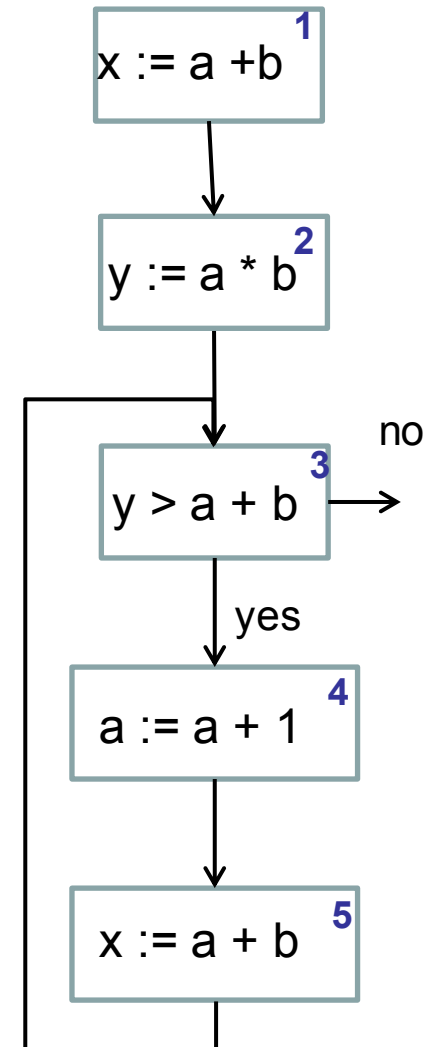 1
x := a +b
2
y := a * b
no
3
y > a + b
yes
4
a := a + 1
5
x := a + b